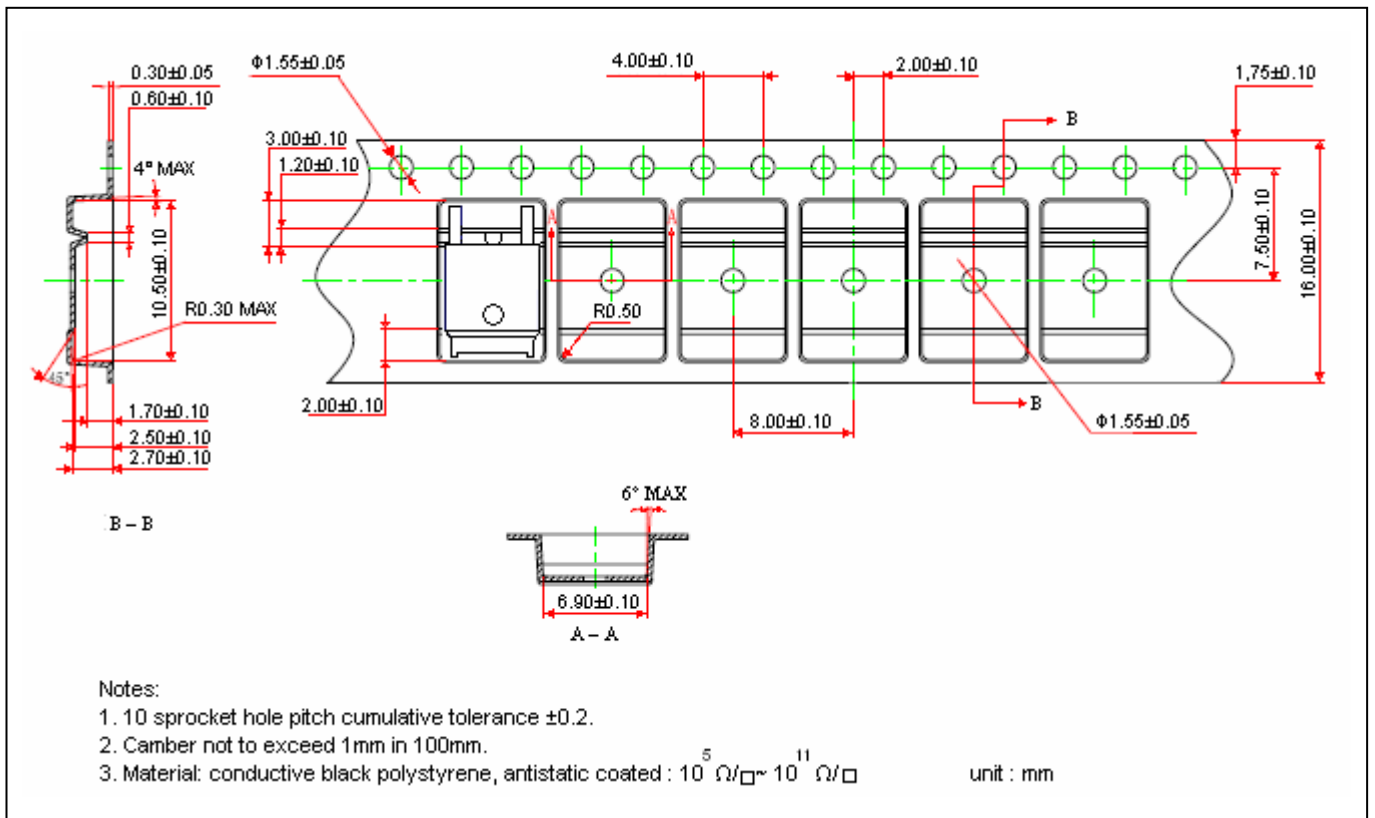 0.30±0.05
Φ1.55±0.05
4.00±0.10
2.00±0.10
1,75±0.10
0.60±0.10
B
3.00±0.10
4° MAX
1.20±0.10
A
A
7.50±0.10
16.00±0.10
10.50±0.10
R0.30 MAX
R0.50
45°
2.00±0.10
B
1.70±0.10
8.00±0.10
Φ1.55±0.05
2.50±0.10
2.70±0.10
6° MAX
B – B
6.90±0.10
A – A
Notes:
1. 10 sprocket hole pitch cumulative tolerance ±0.2.
2. Camber not to exceed 1mm in 100mm.
3. Material: conductive black polystyrene, antistatic coated : 10⁵ Ω/□~ 10¹¹ Ω/□ unit : mm